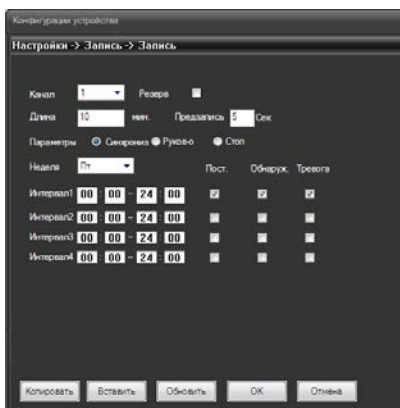 Конфигурации устройства
Настройки -> Запись -> Запись
Канал 1 Резерв
Длина 10 мин. Предзапись 5 Сек
Параметры Синхрониз Руково-о Стоп
Неделя Пт Пост. Обнаруж. Тревога
Интервал1 00 : 00 - 24 : 00
Интервал2 00 : 00 - 24 : 00
Интервал3 00 : 00 - 24 : 00
Интервал4 00 : 00 - 24 : 00
Копировать Вставить Обновить OK Отмена